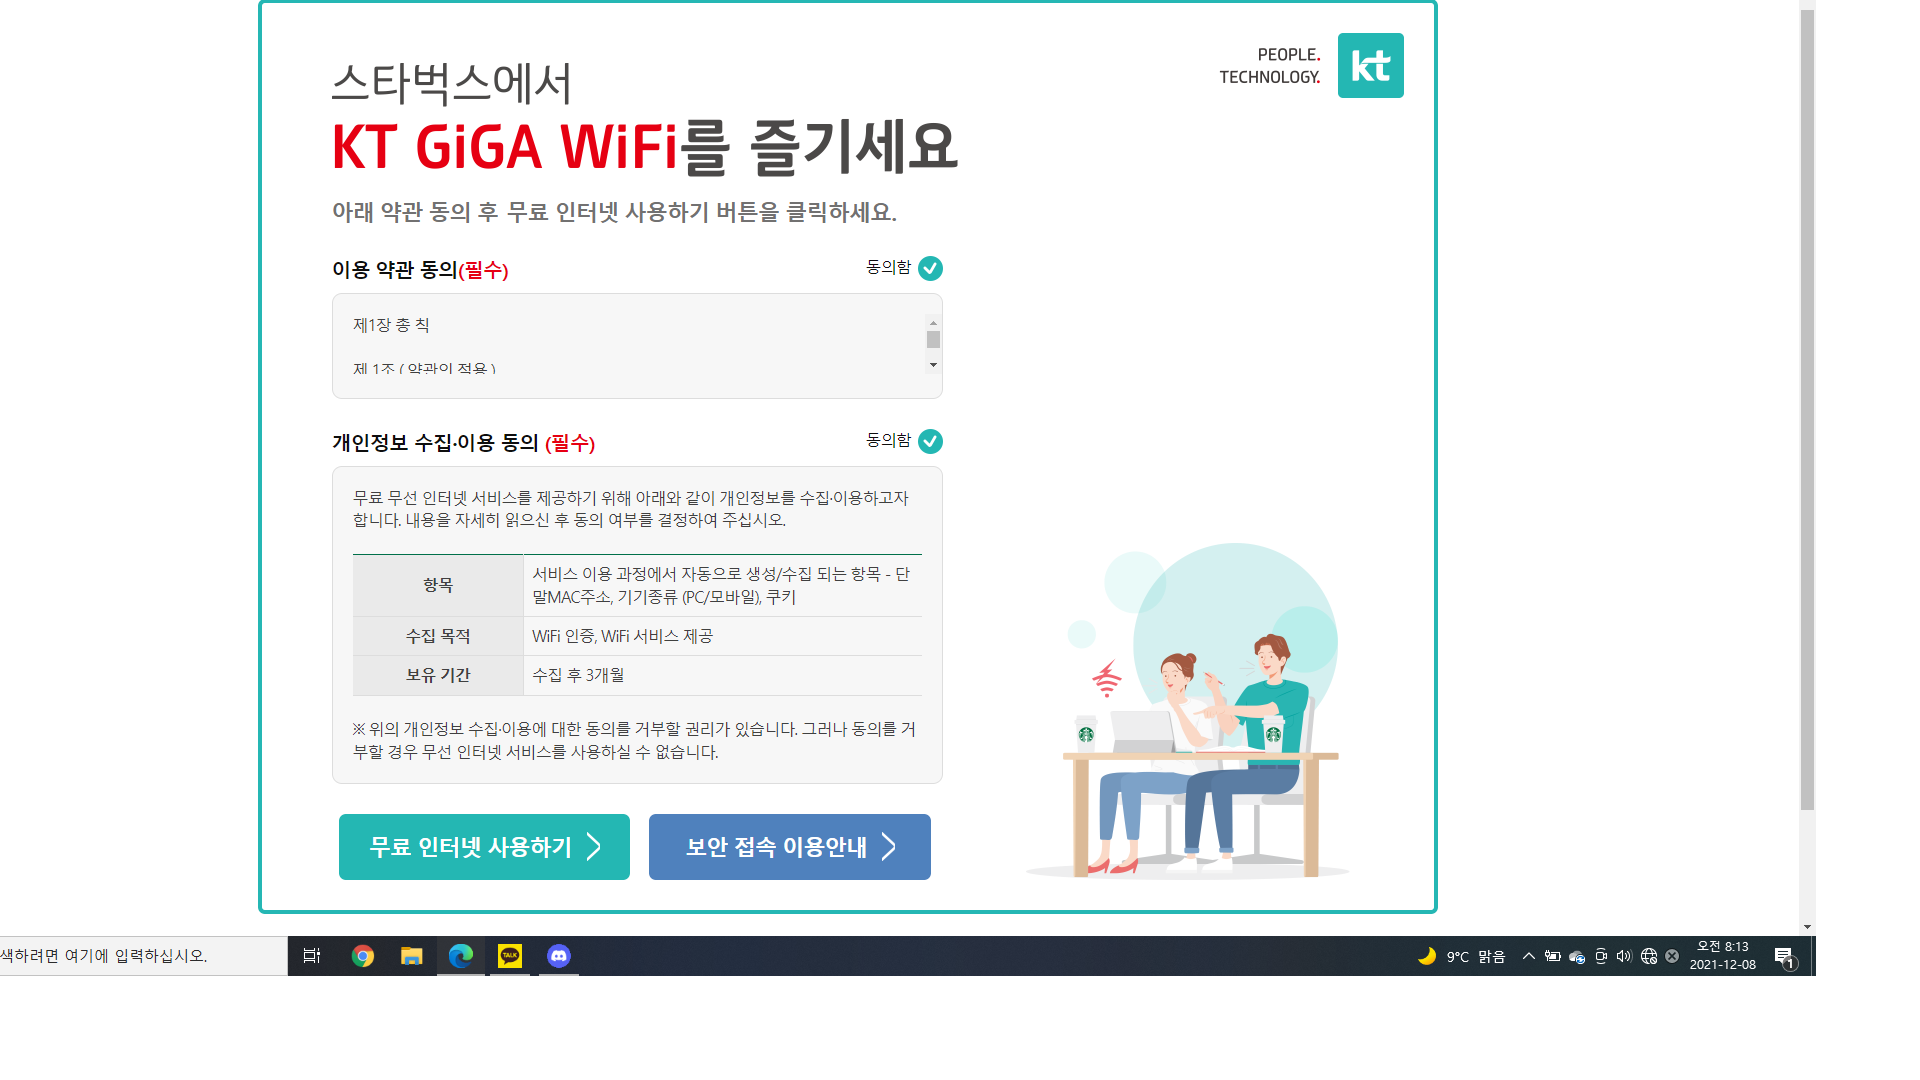 스타벅스에서
PEOPLE.
TECHNOLOGY.
kt
KT GiGA WiFi를 즐기세요
아래 약관 동의 후 무료 인터넷 사용하기 버튼을 클릭하세요.
이용 약관 동의(필수)
동의함
제1장 총 칙
제 1조 ( 약관의 적용 )
개인정보 수집·이용 동의 (필수)
동의함
무료 무선 인터넷 서비스를 제공하기 위해 아래와 같이 개인정보를 수집·이용하고자
합니다. 내용을 자세히 읽으신 후 동의 여부를 결정하여 주십시오.
항목
서비스 이용 과정에서 자동으로 생성/수집 되는 항목 - 단
말MAC주소, 기기종류 (PC/모바일), 쿠키
수집 목적
WiFi 인증, WiFi 서비스 제공
보유 기간
수집 후 3개월
※ 위의 개인정보 수집·이용에 대한 동의를 거부할 권리가 있습니다. 그러나 동의를 거
부할 경우 무선 인터넷 서비스를 사용하실 수 없습니다.
무료 인터넷 사용하기
보안 접속 이용안내
색하려면 여기에 입력하십시오.
TALK
9°C 맑음
오전 8:13
2021-12-08
1